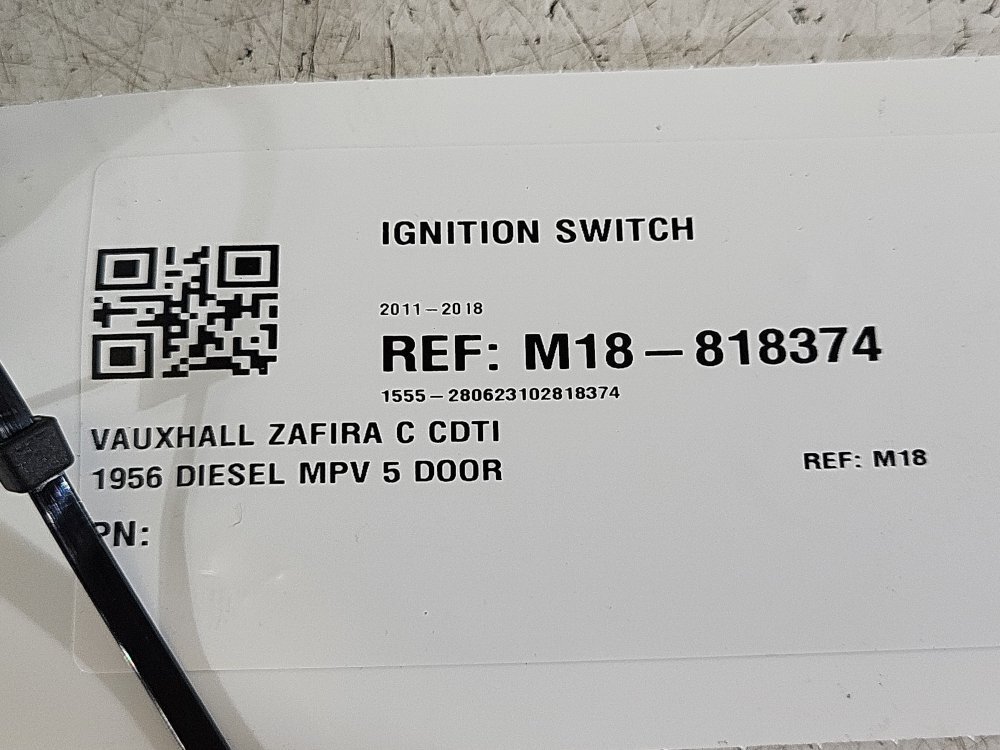 IGNITION SWITCH
2011-2018
REF: M18-818374
1555-280623102818374
VAUXHALL ZAFIRA C CDTI
1956 DIESEL MPV 5 DOOR
REF: M18
PN: